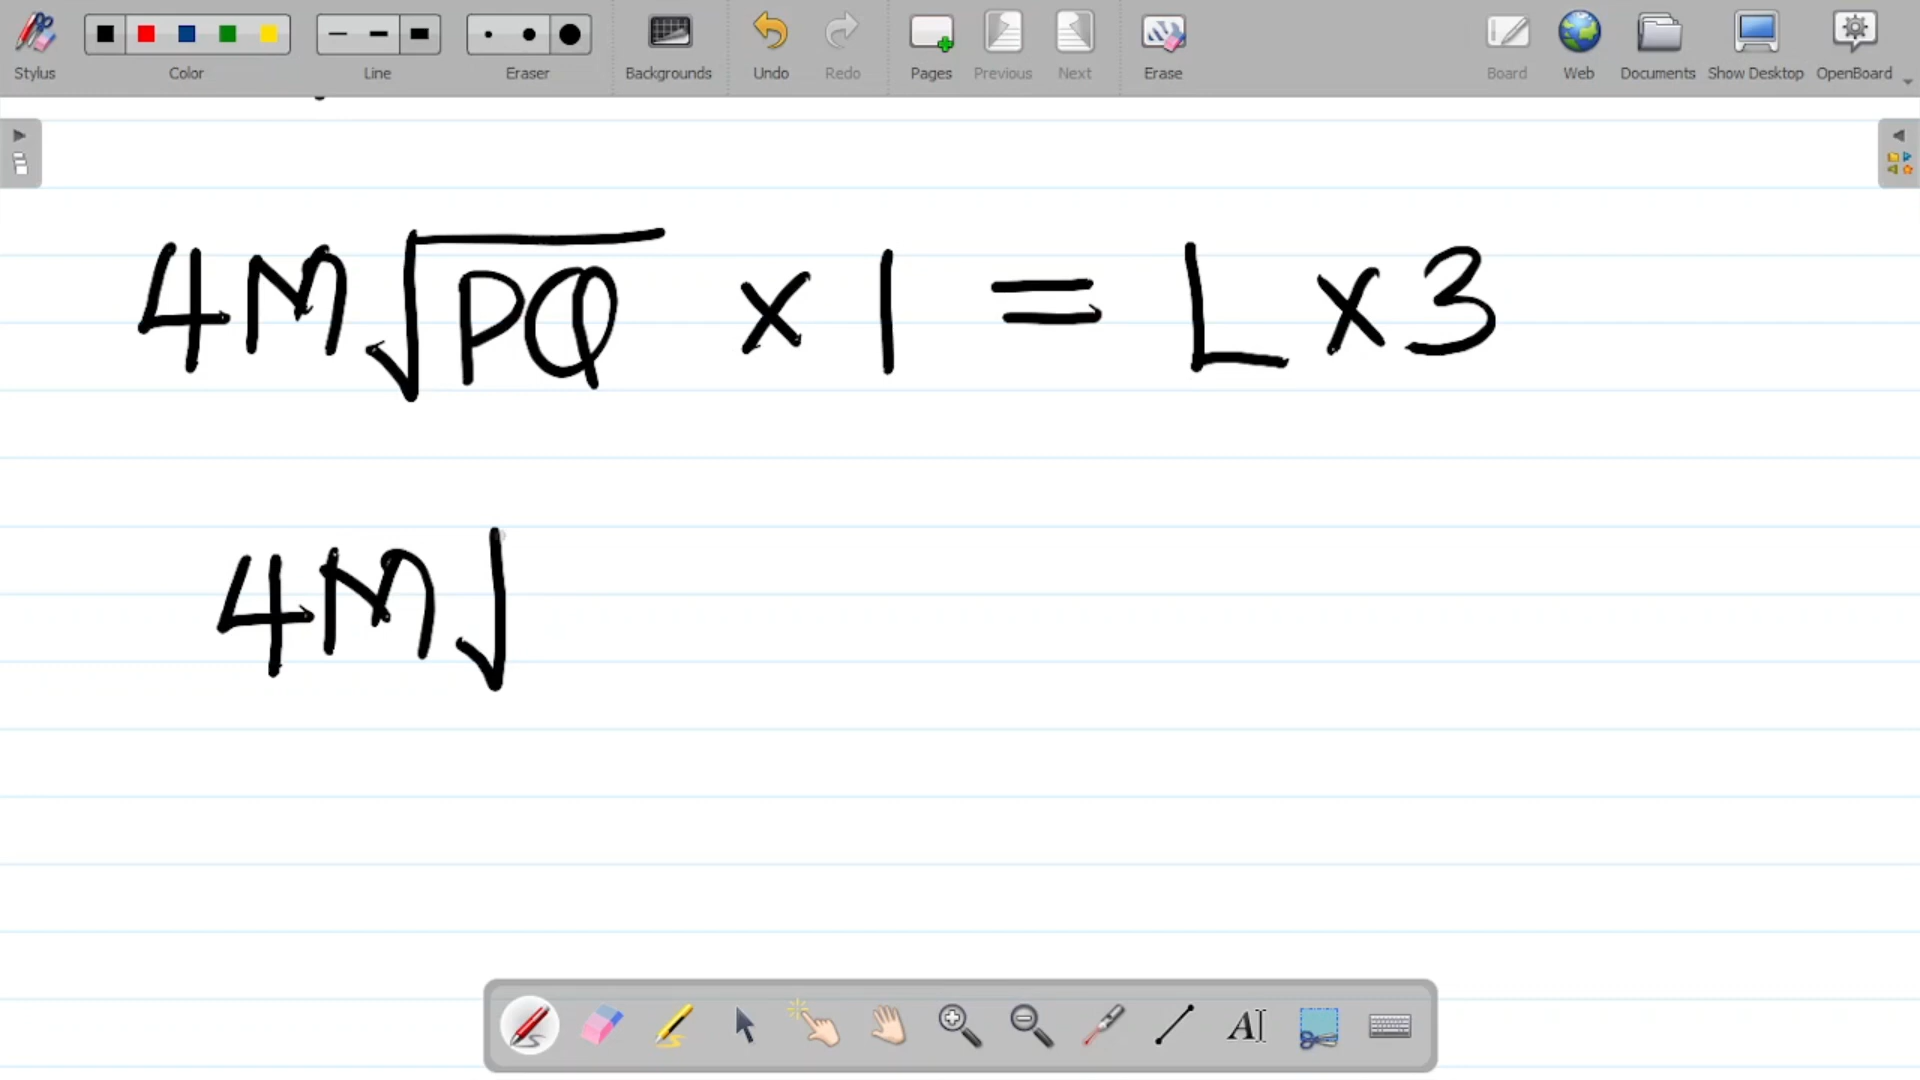 Stylus Color Line Eraser Backgrounds Undo Redo Pages Previous Next Erase Board Web Documents Show Desktop OpenBoard
4M√PQ × 1 = L × 3
4M√
AI